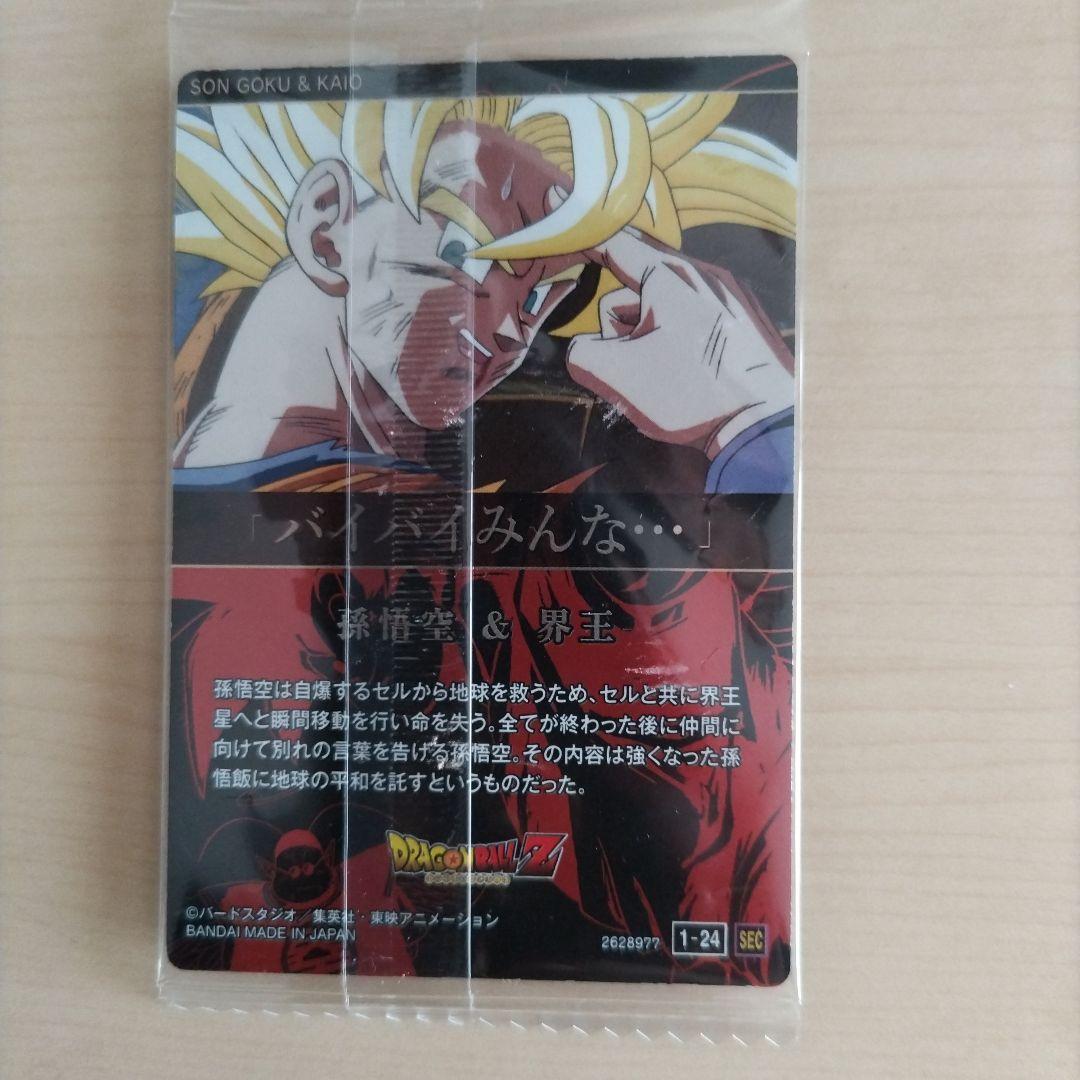 SON GOKU & KAIO
「バイバイみんな…」
孫悟空 & 界王
孫悟空は自爆するセルから地球を救うため、セルと共に界王
星へと瞬間移動を行い命を失う。全てが終わった後に仲間に
向けて別れの言葉を告げる孫悟空。その内容は強くなった孫
悟飯に地球の平和を託すというものだった。
DRAGONBALL Z
©バードスタジオ／集英社・東映アニメーション
BANDAI MADE IN JAPAN
2628977 1-24 SEC